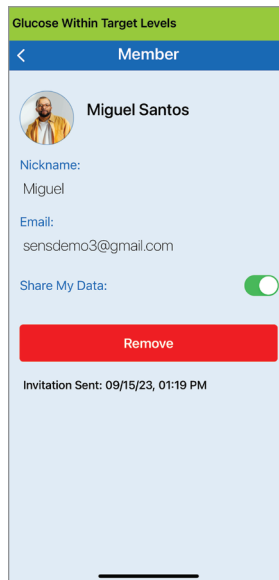 Glucose Within Target Levels
Member
Miguel Santos
Nickname:
Miguel
Email:
sensdemo3@gmail.com
Share My Data:
Remove
Invitation Sent: 09/15/23, 01:19 PM